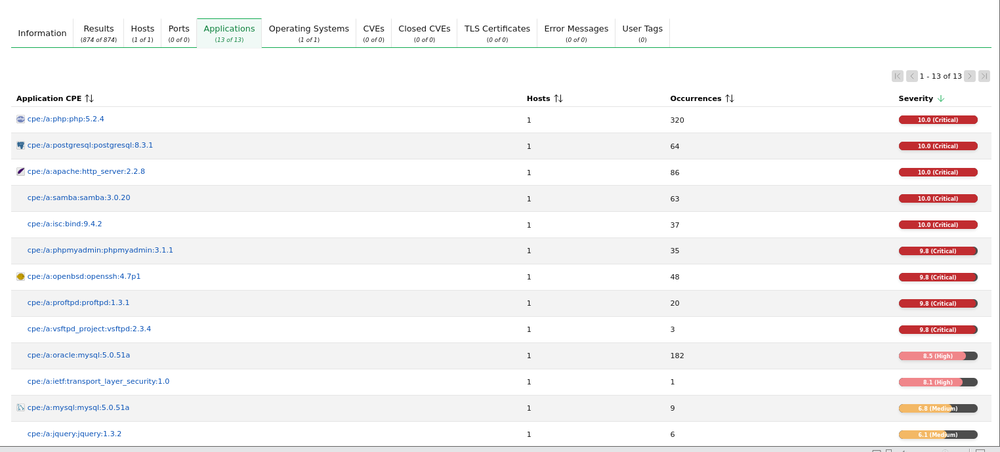 Information Results Hosts Ports Applications Operating Systems CVEs Closed CVEs TLS Certificates Error Messages User Tags
(874 of 874) (1 of 1) (0 of 0) (13 of 13) (1 of 1) (0 of 0) (0 of 0) (0 of 0) (0 of 0) (0)
1 - 13 of 13
Application CPE Hosts Occurrences Severity
cpe:/a:php:php:5.2.4 1 320 10.0 (Critical)
cpe:/a:postgresql:postgresql:8.3.1 1 64 10.0 (Critical)
cpe:/a:apache:http_server:2.2.8 1 86 10.0 (Critical)
cpe:/a:samba:samba:3.0.20 1 63 10.0 (Critical)
cpe:/a:isc:bind:9.4.2 1 37 10.0 (Critical)
cpe:/a:phpmyadmin:phpmyadmin:3.1.1 1 35 9.8 (Critical)
cpe:/a:openbsd:openssh:4.7p1 1 48 9.8 (Critical)
cpe:/a:proftpd:proftpd:1.3.1 1 20 9.8 (Critical)
cpe:/a:vsftpd_project:vsftpd:2.3.4 1 3 9.8 (Critical)
cpe:/a:oracle:mysql:5.0.51a 1 182 8.5 (High)
cpe:/a:ietf:transport_layer_security:1.0 1 1 8.1 (High)
cpe:/a:mysql:mysql:5.0.51a 1 9 6.8 (Medium)
cpe:/a:jquery:jquery:1.3.2 1 6 6.1 (Medium)